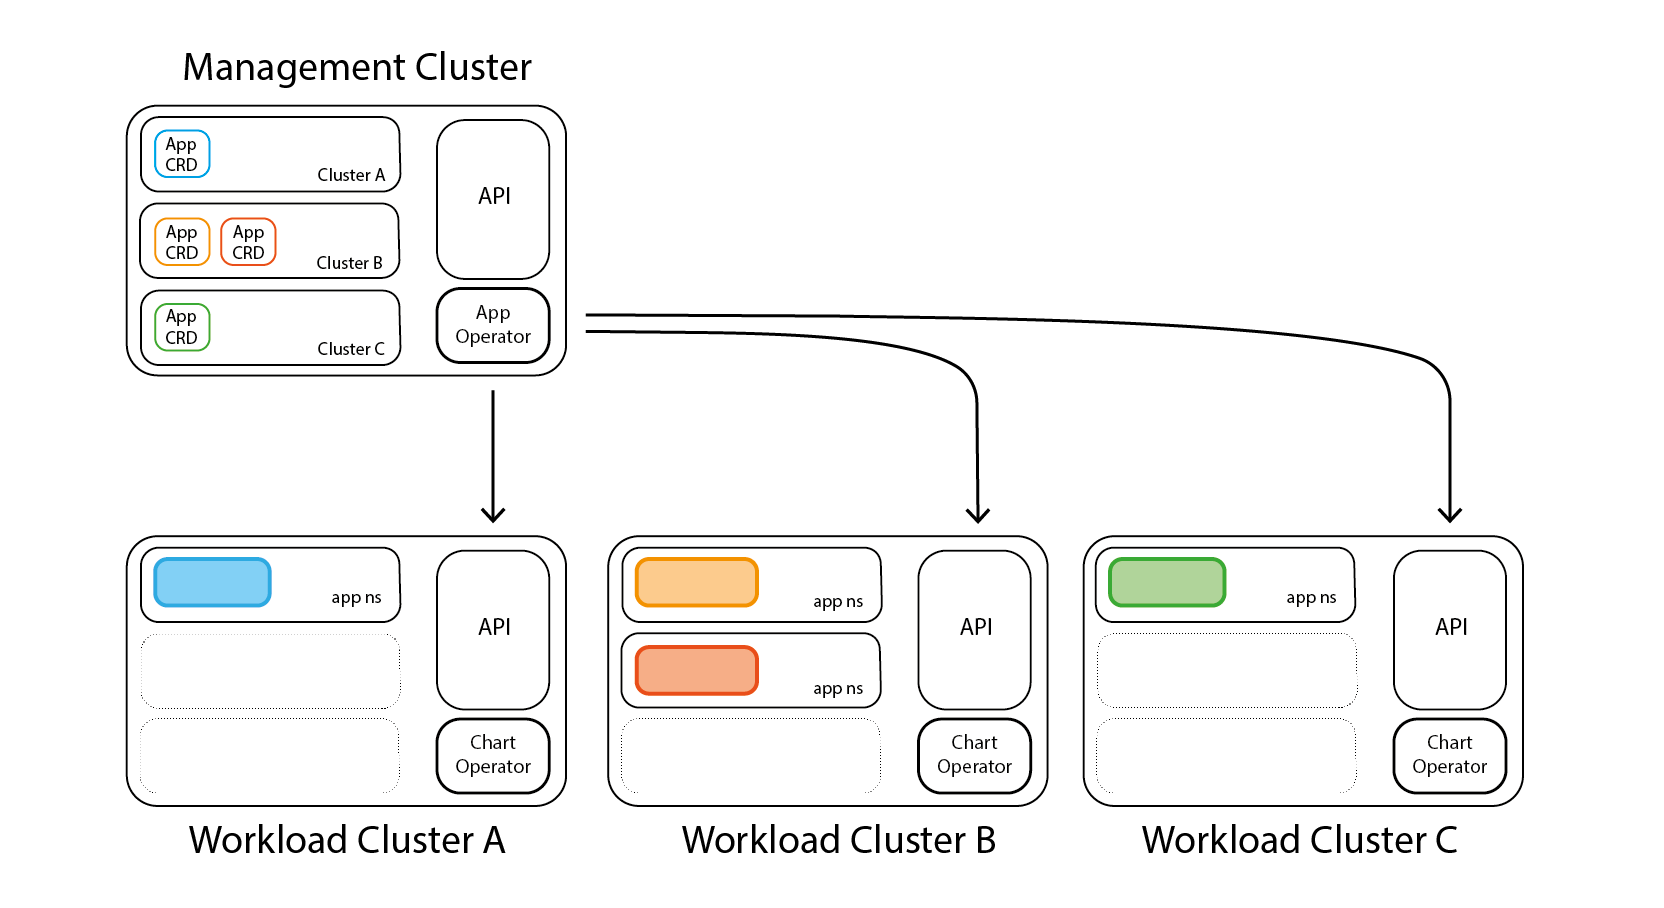 Management Cluster
App
CRD
Cluster A
App
CRD
App
CRD
Cluster B
App
CRD
Cluster C
API
App
Operator
app ns
API
Chart
Operator
Workload Cluster A
app ns
app ns
API
Chart
Operator
Workload Cluster B
app ns
API
Chart
Operator
Workload Cluster C